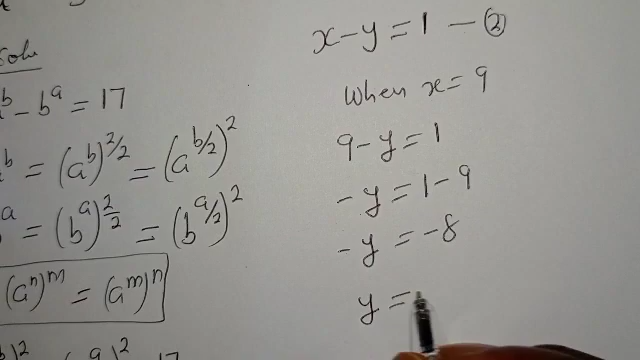 Solu
b - b^a = 17
b = (a^b)^2/2 = (a^b/2)^2
a = (b^a)^2/2 = (b^a/2)^2
(a^n)^m = (a^m)^n
x - y = 1 — ②
When x = 9
9 - y = 1
- y = 1 - 9
- y = - 8
y =